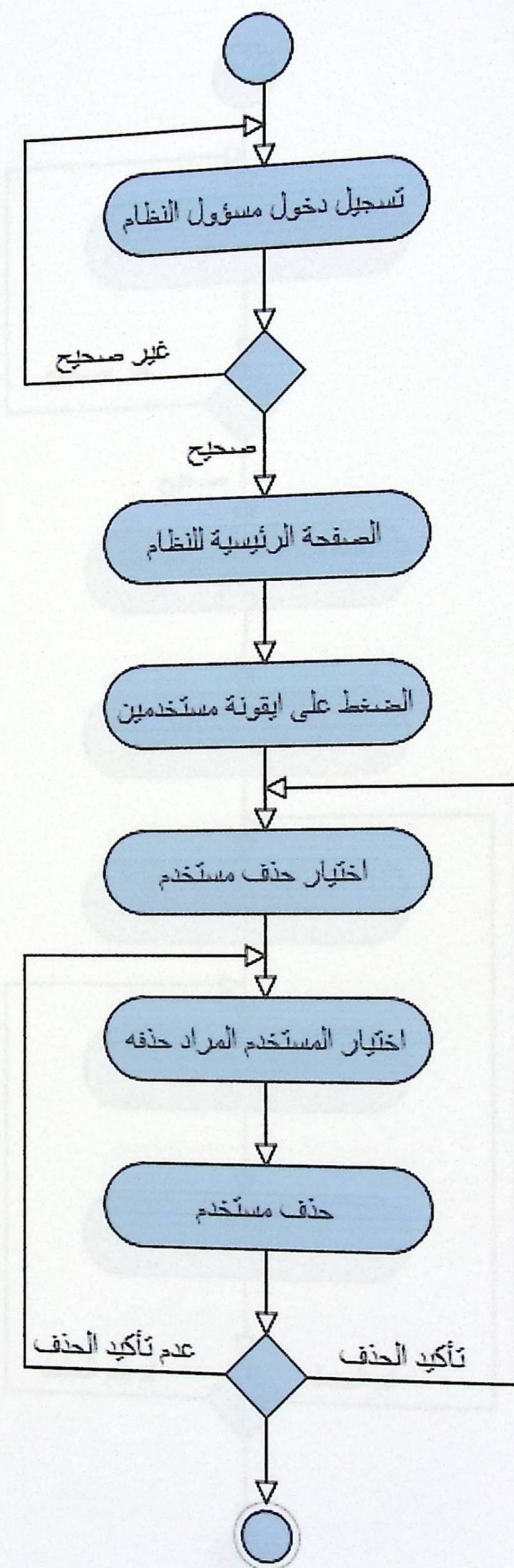 تسجيل دخول مسؤول النظام
غير صحيح
صحيح
الصفحة الرئيسية للنظام
الضغط على ايقونة مستخدمين
اختيار حذف مستخدم
اختيار المستخدم المراد حذفه
حذف مستخدم
تأكيد الحذف
عدم تأكيد الحذف